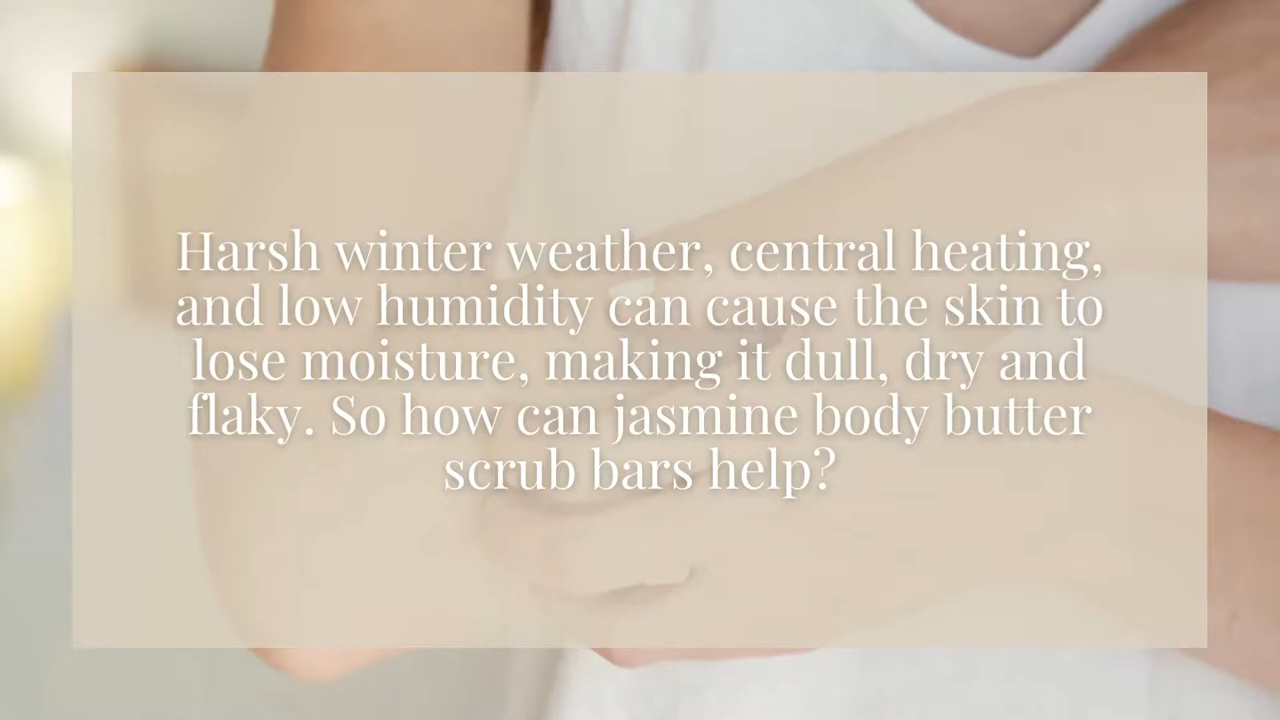 Harsh winter weather, central heating,
and low humidity can cause the skin to
lose moisture, making it dull, dry and
flaky. So how can jasmine body butter
scrub bars help?